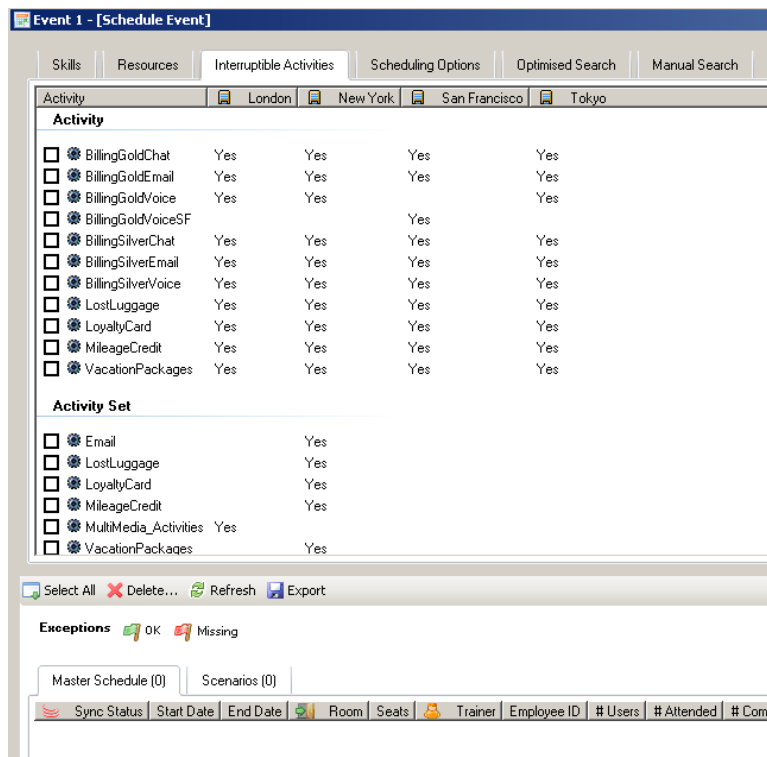 Event 1 - [Schedule Event]
Skills Resources Interruptible Activities Scheduling Options Optimised Search Manual Search
Activity London New York San Francisco Tokyo
Activity
BillingGoldChat Yes Yes Yes Yes
BillingGoldEmail Yes Yes Yes Yes
BillingGoldVoice Yes Yes Yes
BillingGoldVoiceSF Yes
BillingSilverChat Yes Yes Yes Yes
BillingSilverEmail Yes Yes Yes Yes
BillingSilverVoice Yes Yes Yes Yes
LostLuggage Yes Yes Yes Yes
LoyaltyCard Yes Yes Yes Yes
MileageCredit Yes Yes Yes Yes
VacationPackages Yes Yes Yes Yes
Activity Set
Email Yes
LostLuggage Yes
LoyaltyCard Yes
MileageCredit Yes
MultiMedia_Activities Yes
VacationPackages Yes
Select All Delete... Refresh Export
Exceptions OK Missing
Master Schedule (0) Scenarios (0)
Sync Status Start Date End Date Room Seats Trainer Employee ID # Users # Attended # Com